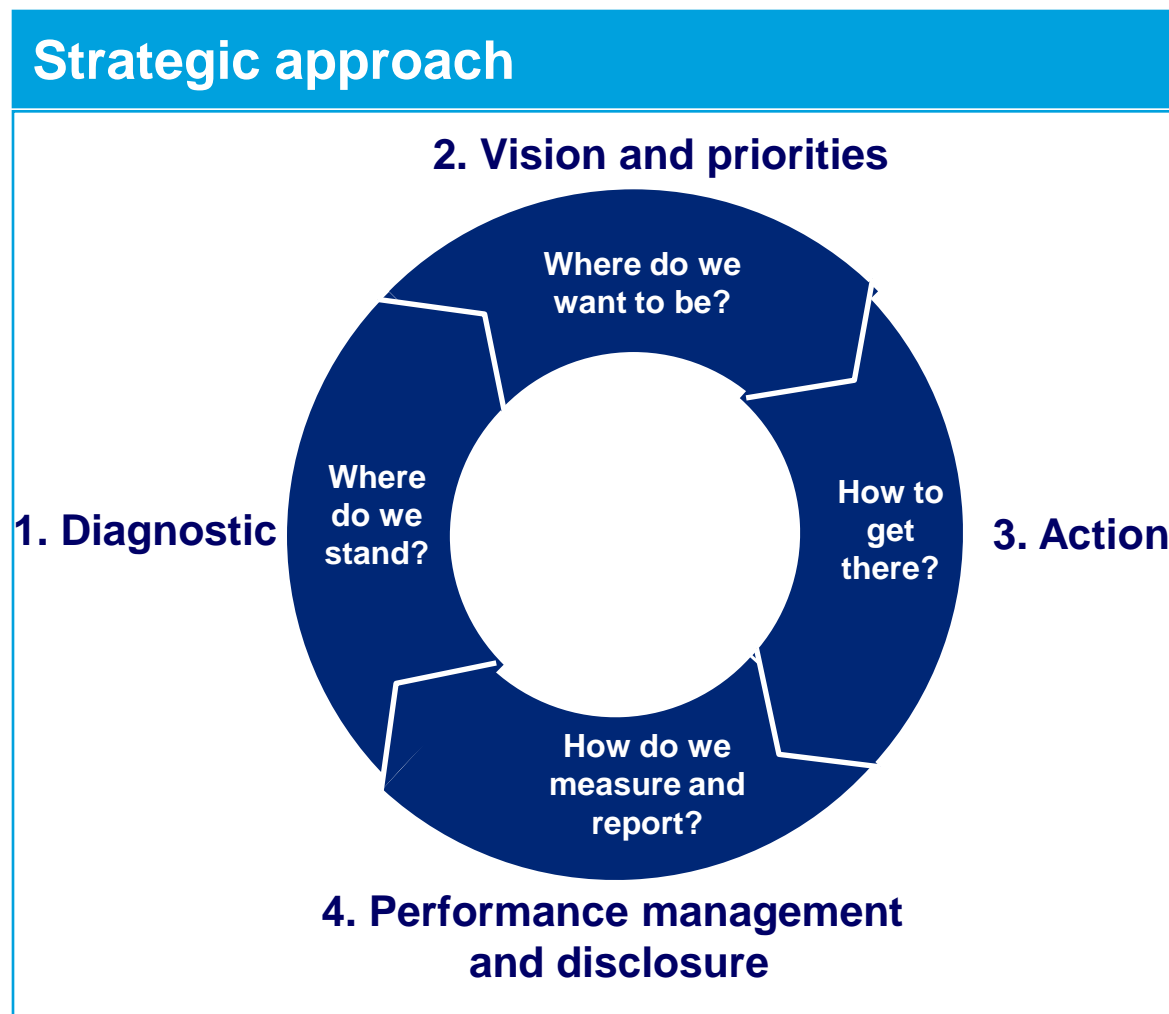 Strategic approach
2. Vision and priorities
Where do we
want to be?
1. Diagnostic
Where
do we
stand?
How to
get
there?
3. Action
How do we
measure and
report?
4. Performance management
and disclosure